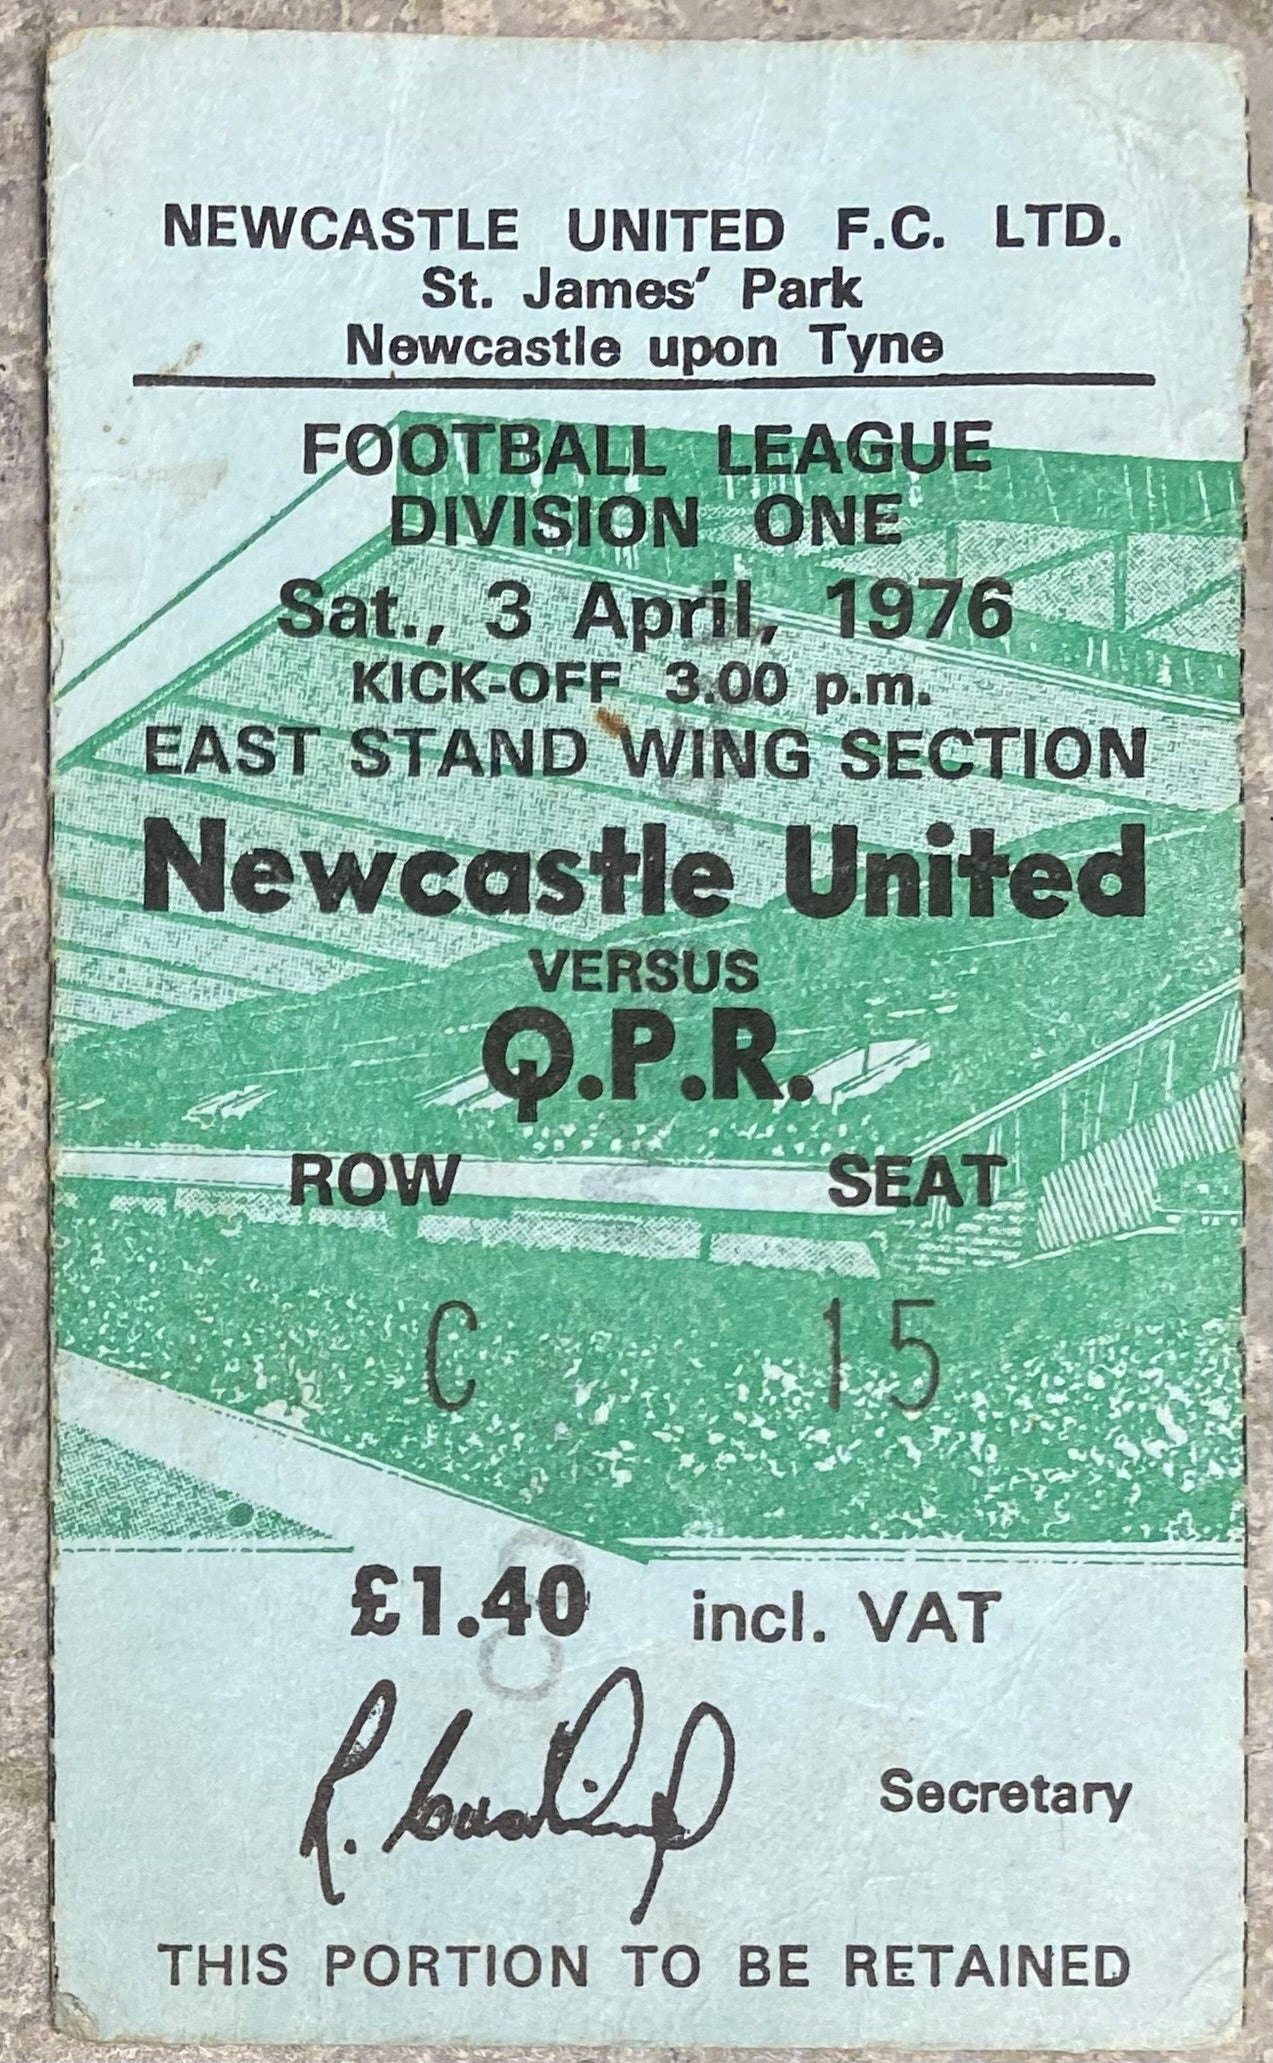 NEWCASTLE UNITED F.C. LTD.
St. James' Park
Newcastle upon Tyne
FOOTBALL LEAGUE
DIVISION ONE
Sat., 3 April, 1976
KICK-OFF 3.00 p.m.
EAST STAND WING SECTION
Newcastle United
VERSUS
Q.P.R.
ROW SEAT
C 15
£1.40 incl. VAT
Secretary
THIS PORTION TO BE RETAINED